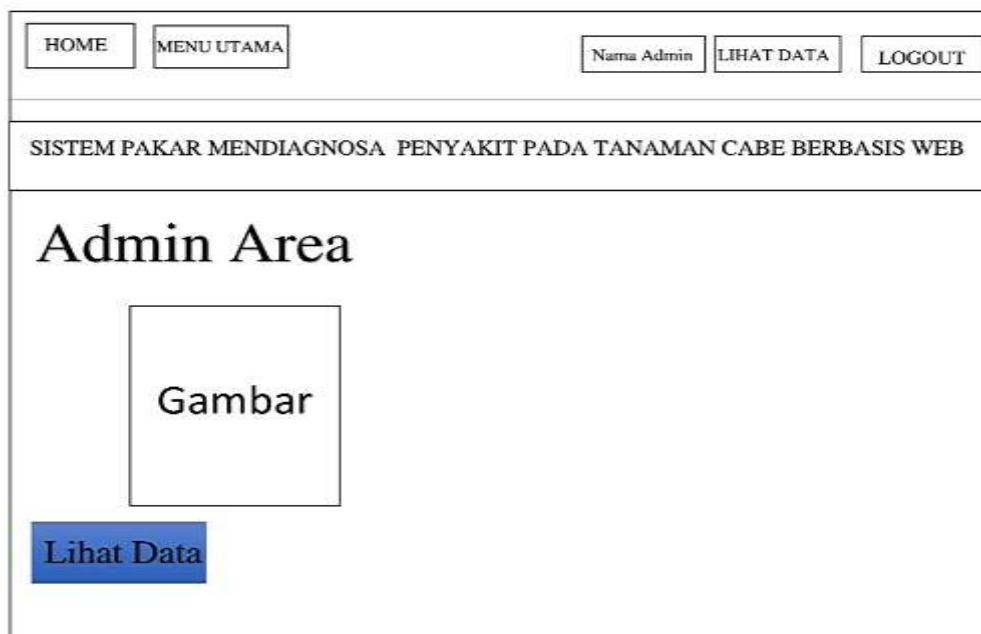 HOME MENU UTAMA Nama Admin LIHAT DATA LOGOUT
SISTEM PAKAR MENDIAGNOSA PENYAKIT PADA TANAMAN CABE BERBASIS WEB
Admin Area
Gambar
Lihat Data